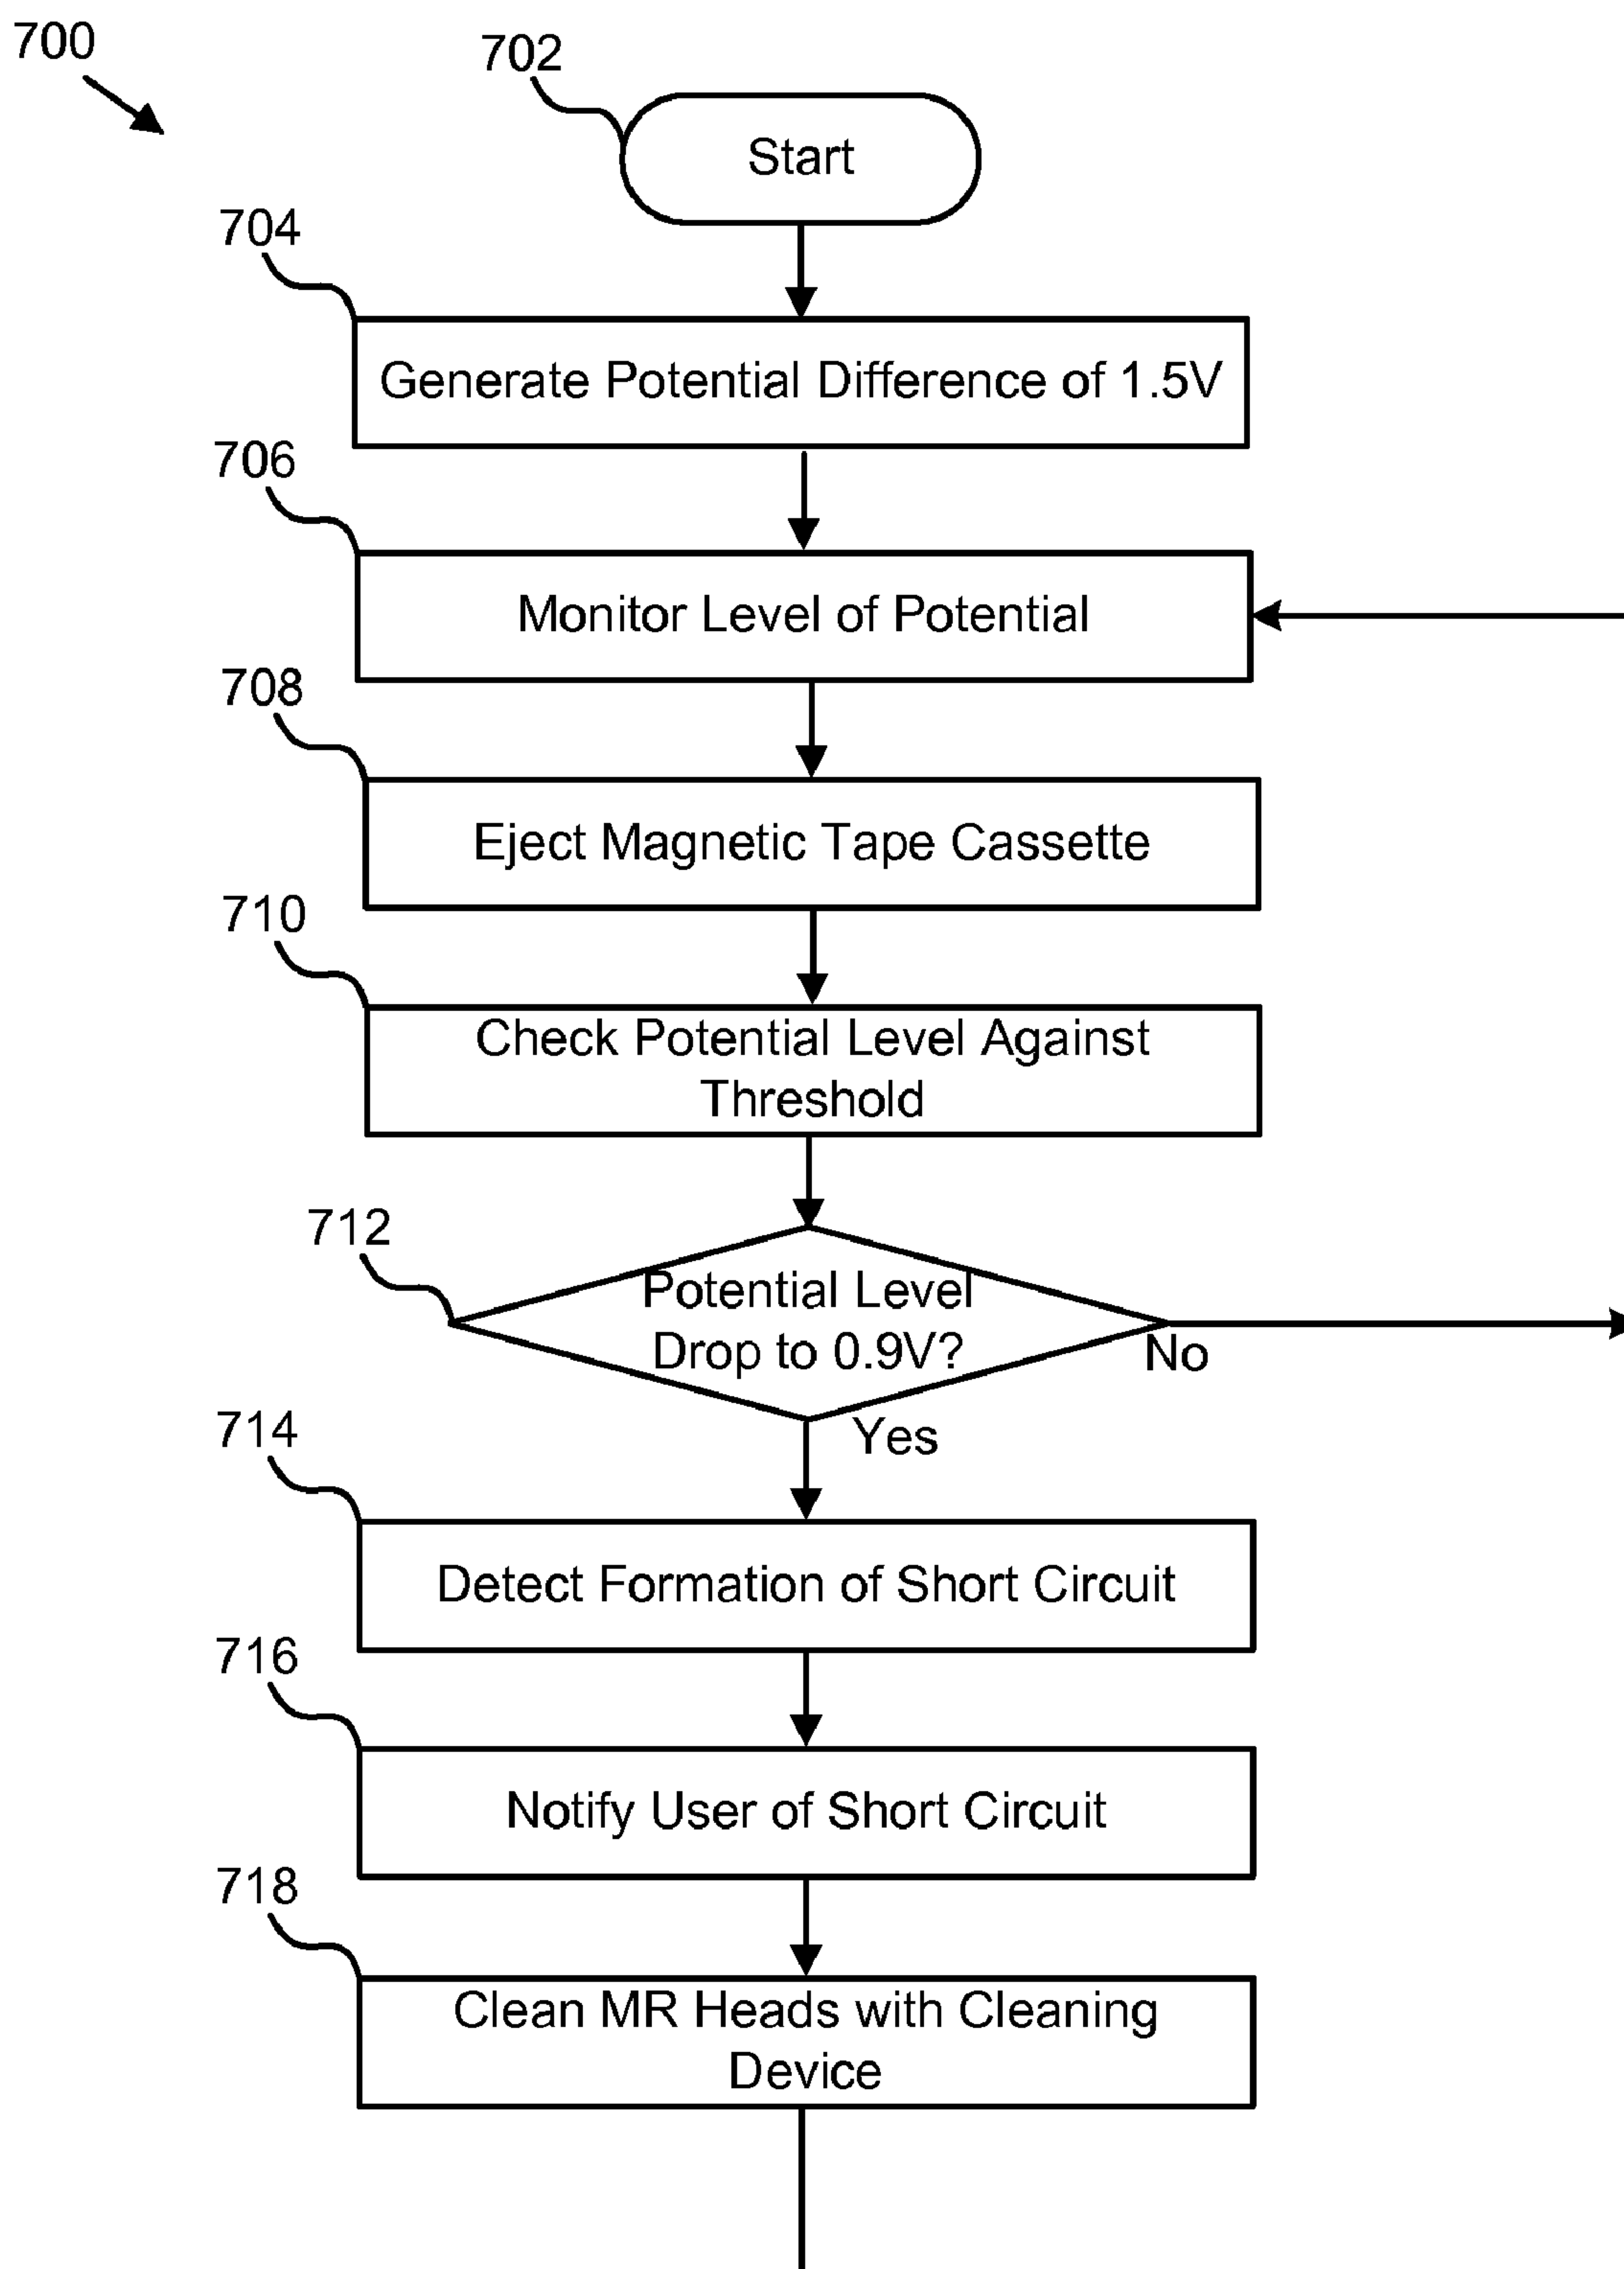 700
702
Start
704
Generate Potential Difference of 1.5V
706
Monitor Level of Potential
708
Eject Magnetic Tape Cassette
710
Check Potential Level Against
Threshold
712
Potential Level
Drop to 0.9V?
No
Yes
714
Detect Formation of Short Circuit
716
Notify User of Short Circuit
718
Clean MR Heads with Cleaning
Device